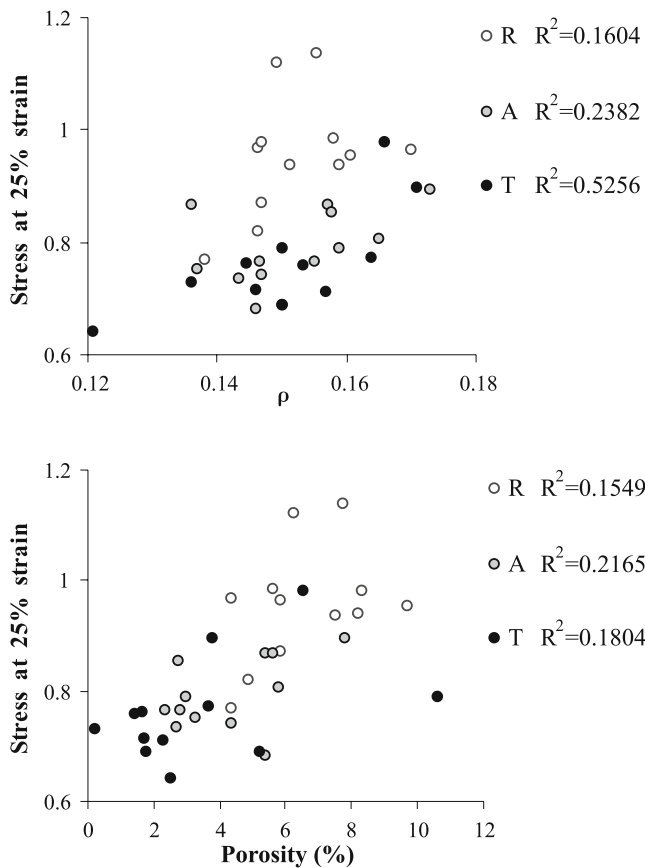 1.2
R R²=0.1604
1
A R²=0.2382
T R²=0.5256
0.8
0.6
0.12 0.14 0.16 0.18
ρ
Stress at 25% strain
1.2
R R²=0.1549
1
A R²=0.2165
T R²=0.1804
0.8
0.6
0 2 4 6 8 10 12
Porosity (%)
Stress at 25% strain